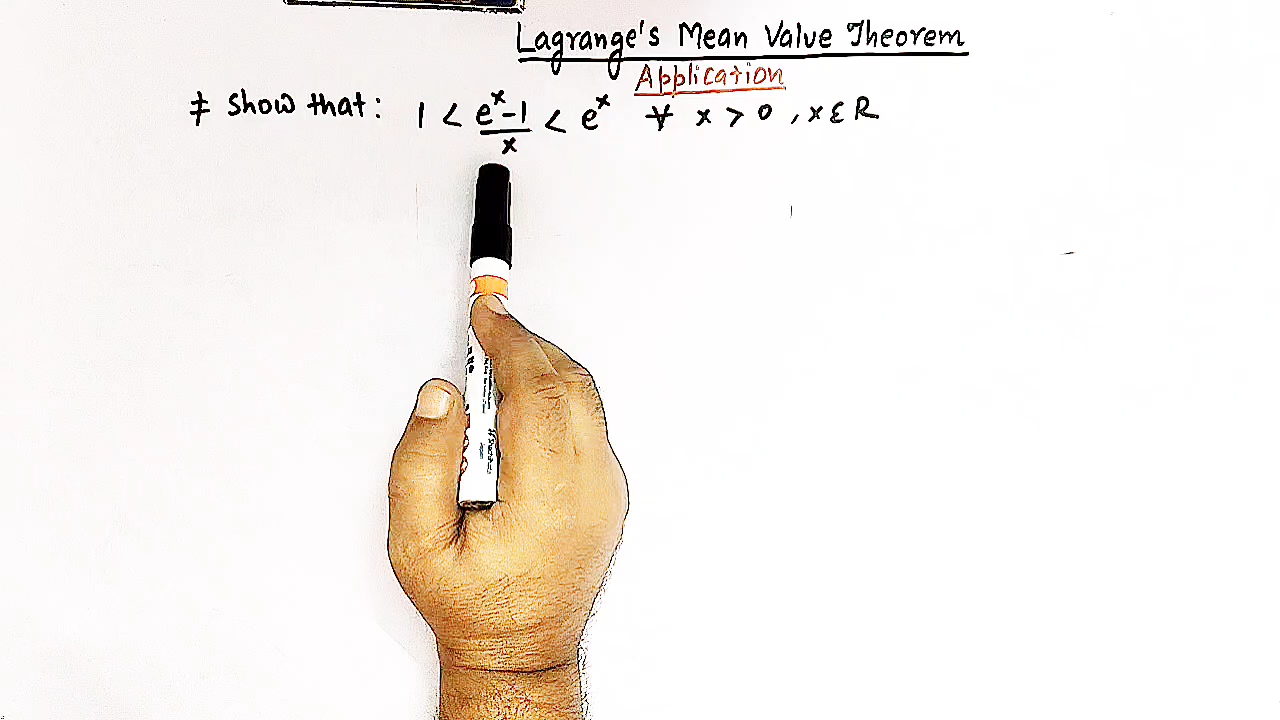 Lagrange's Mean Value Theorem
Application
# Show that: 1 < (e^x-1)/x < e^x ∀ x > 0, x ∈ R